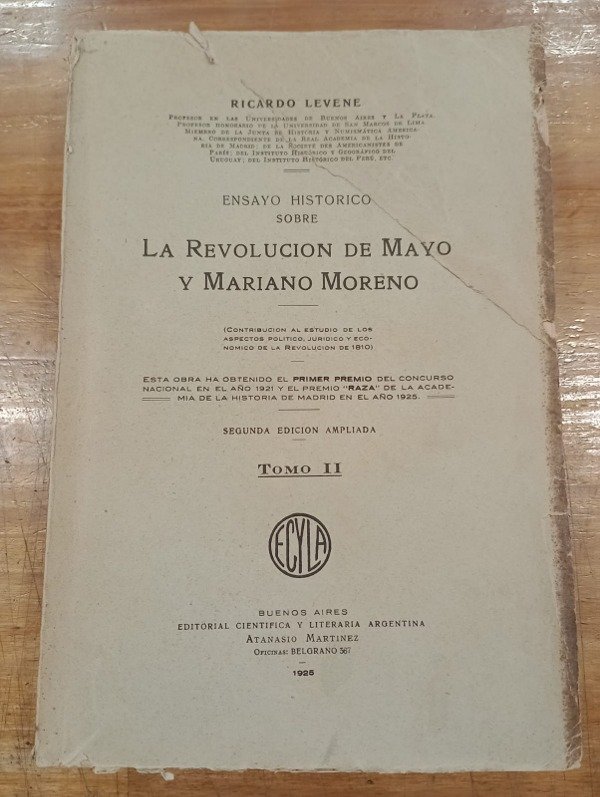 RICARDO LEVENE
PROFESOR EN LAS UNIVERSIDADES DE BUENOS AIRES Y LA PLATA.
PROFESOR HONORARIO DE LA UNIVERSIDAD DE SAN MARCOS DE LIMA
MIEMBRO DE LA JUNTA DE HISTORIA Y NUMISMÁTICA AMERICA-
NA, CORRESPONDIENTE DE LA REAL ACADEMIA DE LA HISTO-
RIA DE MADRID; DE LA SOCIETÉ DES AMERICANISTES DE
PARÍS; DEL INSTITUTO HISTÓRICO Y GEOGRÁFICO DEL
URUGUAY; DEL INSTITUTO HISTÓRICO DEL PERÚ, ETC.
ENSAYO HISTORICO
SOBRE
LA REVOLUCION DE MAYO
Y MARIANO MORENO
(CONTRIBUCION AL ESTUDIO DE LOS
ASPECTOS POLITICO, JURIDICO Y ECO-
NOMICO DE LA REVOLUCION DE 1810)
ESTA OBRA HA OBTENIDO EL PRIMER PREMIO DEL CONCURSO
NACIONAL EN EL AÑO 1921 Y EL PREMIO "RAZA" DE LA ACADE-
MIA DE LA HISTORIA DE MADRID EN EL AÑO 1925.
SEGUNDA EDICION AMPLIADA
TOMO II
ECYLA
BUENOS AIRES
EDITORIAL CIENTIFICA Y LITERARIA ARGENTINA
ATANASIO MARTINEZ
OFICINAS: BELGRANO 567
1925